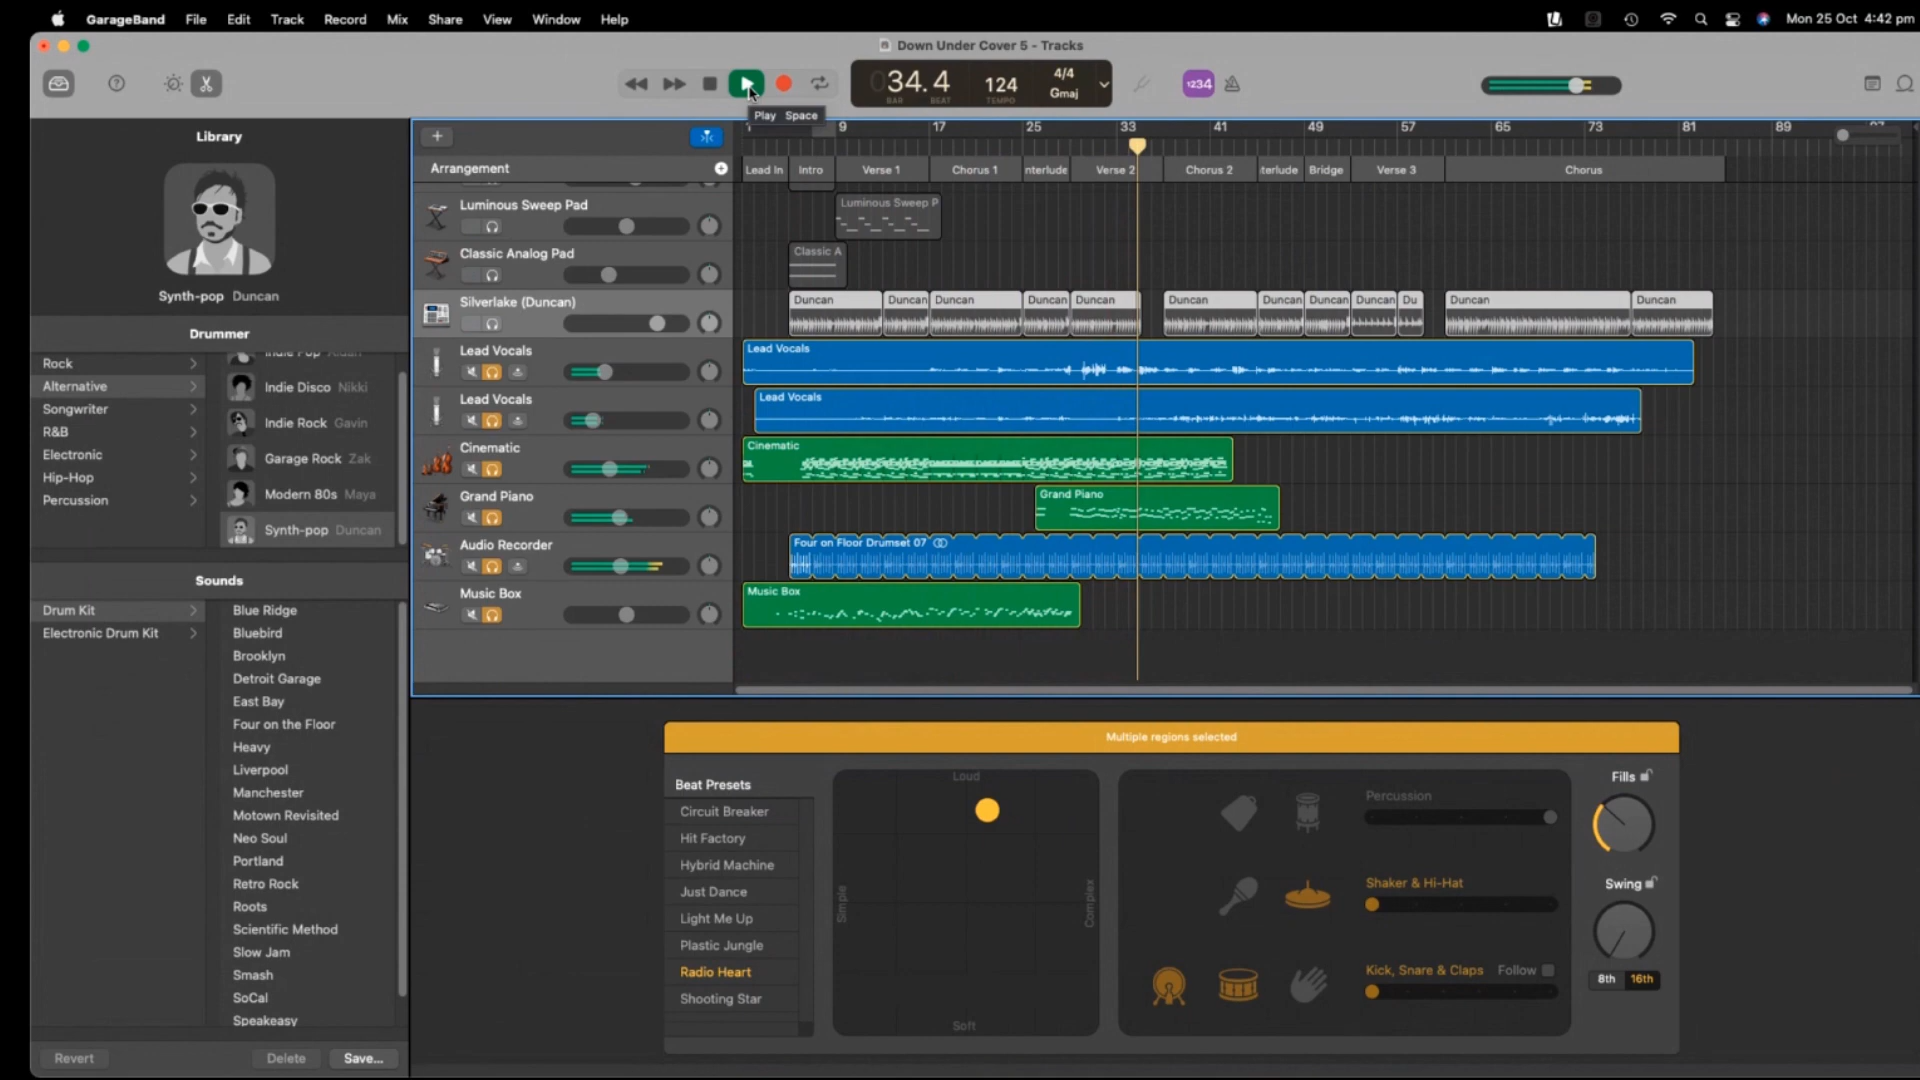 GarageBand File Edit Track Record Mix Share View Window Help
Mon 25 Oct 4:42 pm
Down Under Cover 5 - Tracks
34.4 124 4/4 Gmaj
BAR BEAT TEMPO
1234
Play Space
Library
Synth-pop Duncan
Drummer
Rock
Alternative
Songwriter
R&B
Electronic
Hip-Hop
Percussion
Indie Disco Nikki
Indie Rock Gavin
Garage Rock Zak
Modern 80s Maya
Synth-pop Duncan
Sounds
Drum Kit
Electronic Drum Kit
Blue Ridge
Bluebird
Brooklyn
Detroit Garage
East Bay
Four on the Floor
Heavy
Liverpool
Manchester
Motown Revisited
Neo Soul
Portland
Retro Rock
Roots
Scientific Method
Slow Jam
Smash
SoCal
Speakeasy
Revert Delete Save...
9 17 25 33 41 49 57 65 73 81 89
Arrangement
Lead In Intro Verse 1 Chorus 1 nterlude Verse 2 Chorus 2 terlude Bridge Verse 3 Chorus
Luminous Sweep Pad
Luminous Sweep P
Classic Analog Pad
Classic A
Silverlake (Duncan)
Duncan Duncan Duncan Duncan Duncan Duncan Duncan Duncan Duncan Du Duncan Duncan
Lead Vocals
Lead Vocals
Lead Vocals
Lead Vocals
Cinematic
Cinematic
Grand Piano
Grand Piano
Audio Recorder
Four on Floor Drumset 07
Music Box
Music Box
Multiple regions selected
Beat Presets
Circuit Breaker
Hit Factory
Hybrid Machine
Just Dance
Light Me Up
Plastic Jungle
Radio Heart
Shooting Star
Loud
Simple
Complex
Soft
Percussion
Shaker & Hi-Hat
Kick, Snare & Claps Follow
Fills
Swing
8th 16th